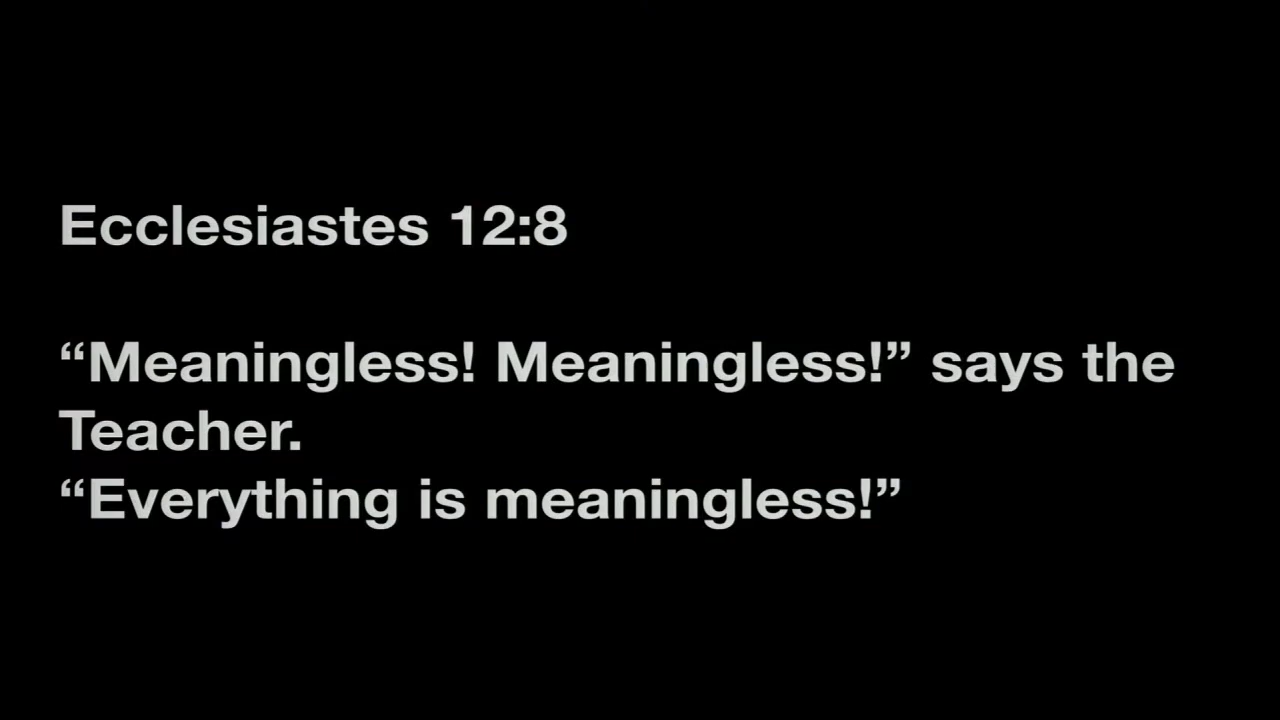 Ecclesiastes 12:8
“Meaningless! Meaningless!” says the
Teacher.
“Everything is meaningless!”